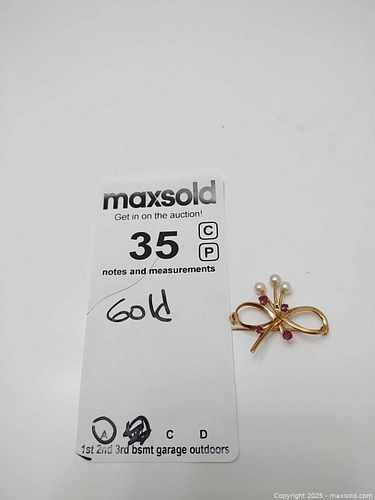 maxsold
Get in on the auction!
35
C
P
notes and measurements
Gold
A C D
1st 2nd 3rd bsmt garage outdoors
Copyright 2025 - maxsold.com